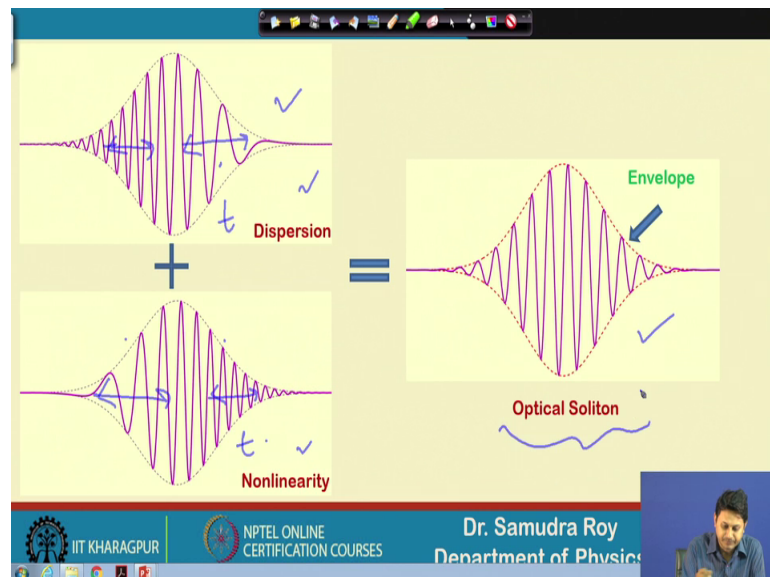 t
Dispersion
Envelope
t
Nonlinearity
Optical Soliton
IIT KHARAGPUR
NPTEL ONLINE
CERTIFICATION COURSES
Dr. Samudra Roy
Department of Physics